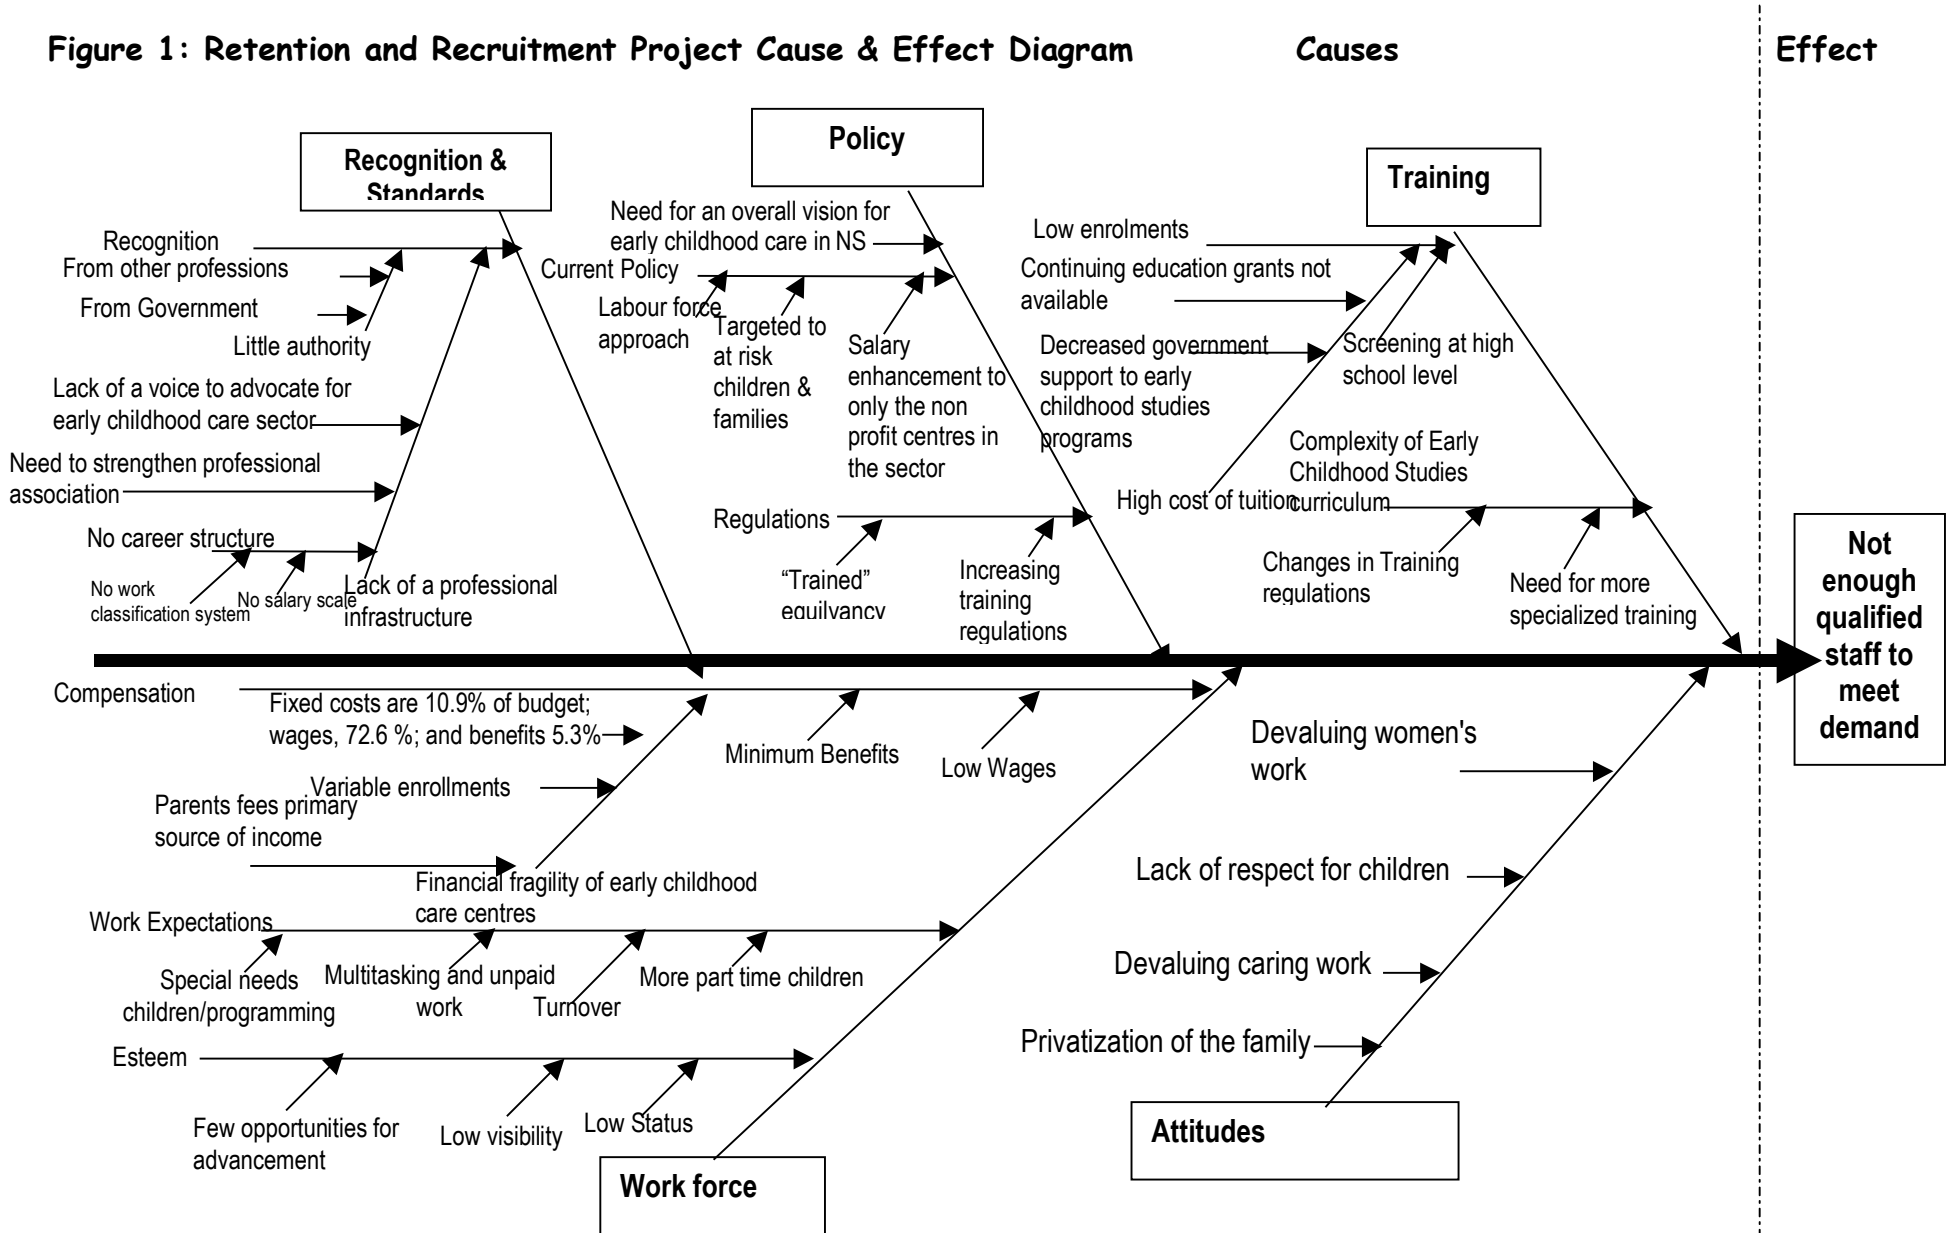 Figure 1: Retention and Recruitment Project Cause & Effect Diagram
Causes
Effect
Recognition &
Standards
Recognition
From other professions
From Government
Little authority
Lack of a voice to advocate for
early childhood care sector
Need to strengthen professional
association
No career structure
No work
classification system
No salary scale
Lack of a professional
infrastructure
Policy
Need for an overall vision for
early childhood care in NS
Current Policy
Labour force
approach
Targeted to
at risk
children &
families
Salary
enhancement to
only the non
profit centres in
the sector
Regulations
“Trained”
equilvancy
Increasing
training
regulations
Training
Low enrolments
Continuing education grants not
available
Decreased government
support to early
childhood studies
programs
Screening at high
school level
High cost of tuition
Complexity of Early
Childhood Studies
curriculum
Changes in Training
regulations
Need for more
specialized training
Not
enough
qualified
staff to
meet
demand
Compensation
Fixed costs are 10.9% of budget;
wages, 72.6 %; and benefits 5.3%
Variable enrollments
Parents fees primary
source of income
Financial fragility of early childhood
care centres
Minimum Benefits
Low Wages
Work Expectations
Special needs
children/programming
Multitasking and unpaid
work
Turnover
More part time children
Esteem
Few opportunities for
advancement
Low visibility
Low Status
Work force
Devaluing women's
work
Lack of respect for children
Devaluing caring work
Privatization of the family
Attitudes